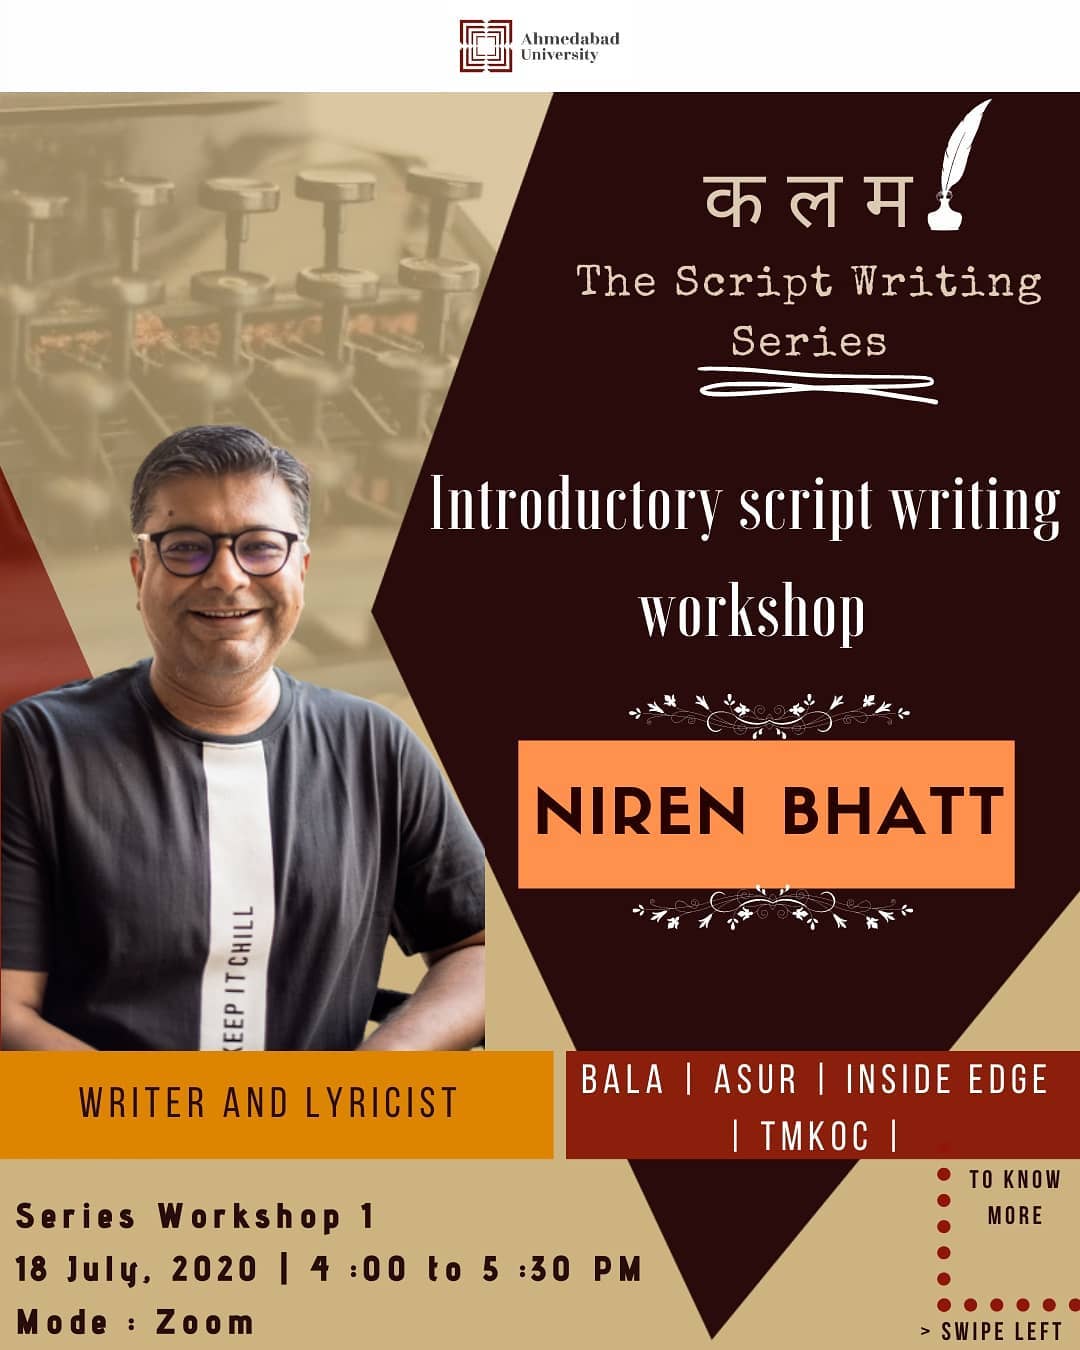 Ahmedabad
University
क ल म
The Script Writing
Series
Introductory script writing
workshop
NIREN BHATT
KEEP IT CHILL
WRITER AND LYRICIST
BALA | ASUR | INSIDE EDGE
| TMKOC |
TO KNOW
MORE
Series Workshop 1
18 July, 2020 | 4 :00 to 5 :30 PM
Mode : Zoom
> SWIPE LEFT